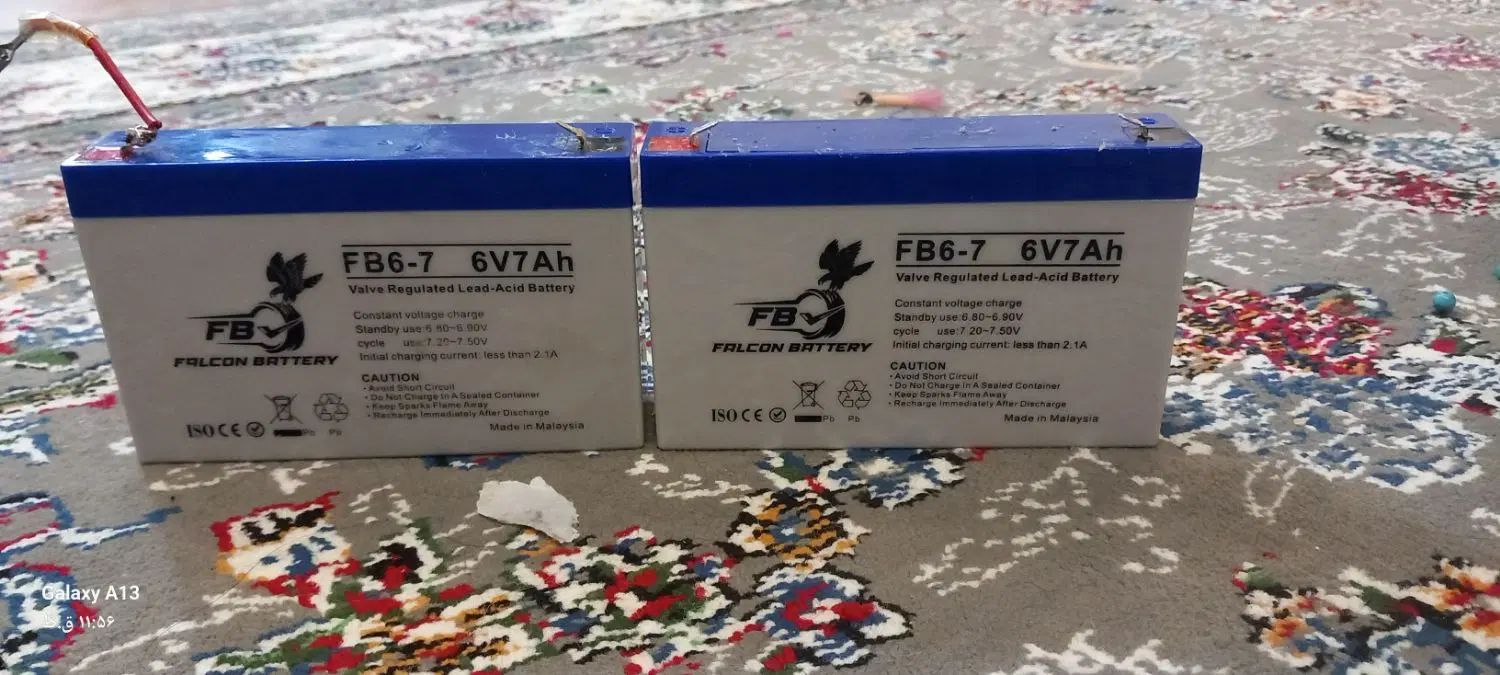 FB6-7 6V7Ah
Valve Regulated Lead-Acid Battery
Constant voltage charge
Standby use:6.80~6.90V
cycle use:7.20~7.50V
Initial charging current: less than 2.1A
FB
FALCON BATTERY
CAUTION
• Avoid Short Circuit
• Do Not Charge In A Sealed Container
• Keep Sparks Flame Away
• Recharge Immediately After Discharge
ISO CE Pb Pb
Made in Malaysia
FB6-7 6V7Ah
Valve Regulated Lead-Acid Battery
Constant voltage charge
Standby use:6.80~6.90V
cycle use:7.20~7.50V
Initial charging current: less than 2.1A
FB
FALCON BATTERY
CAUTION
• Avoid Short Circuit
• Do Not Charge In A Sealed Container
• Keep Sparks Flame Away
• Recharge Immediately After Discharge
ISO CE Pb Pb
Made in Malaysia
Galaxy A13
۱۱:۵۶ ق.ظ